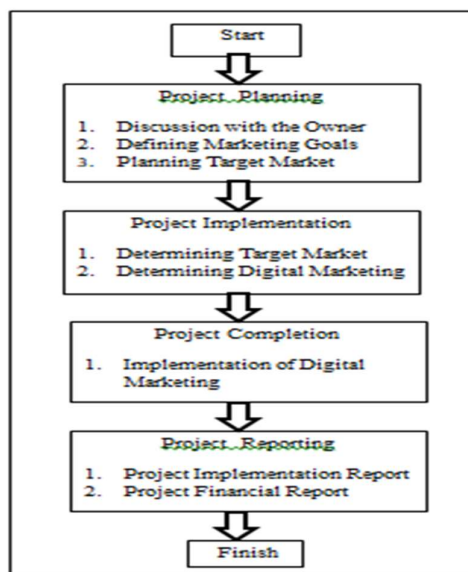 Start
Project Planning
1. Discussion with the Owner
2. Defining Marketing Goals
3. Planning Target Market
Project Implementation
1. Determining Target Market
2. Determining Digital Marketing
Project Completion
1. Implementation of Digital
Marketing
Project Reporting
1. Project Implementation Report
2. Project Financial Report
Finish